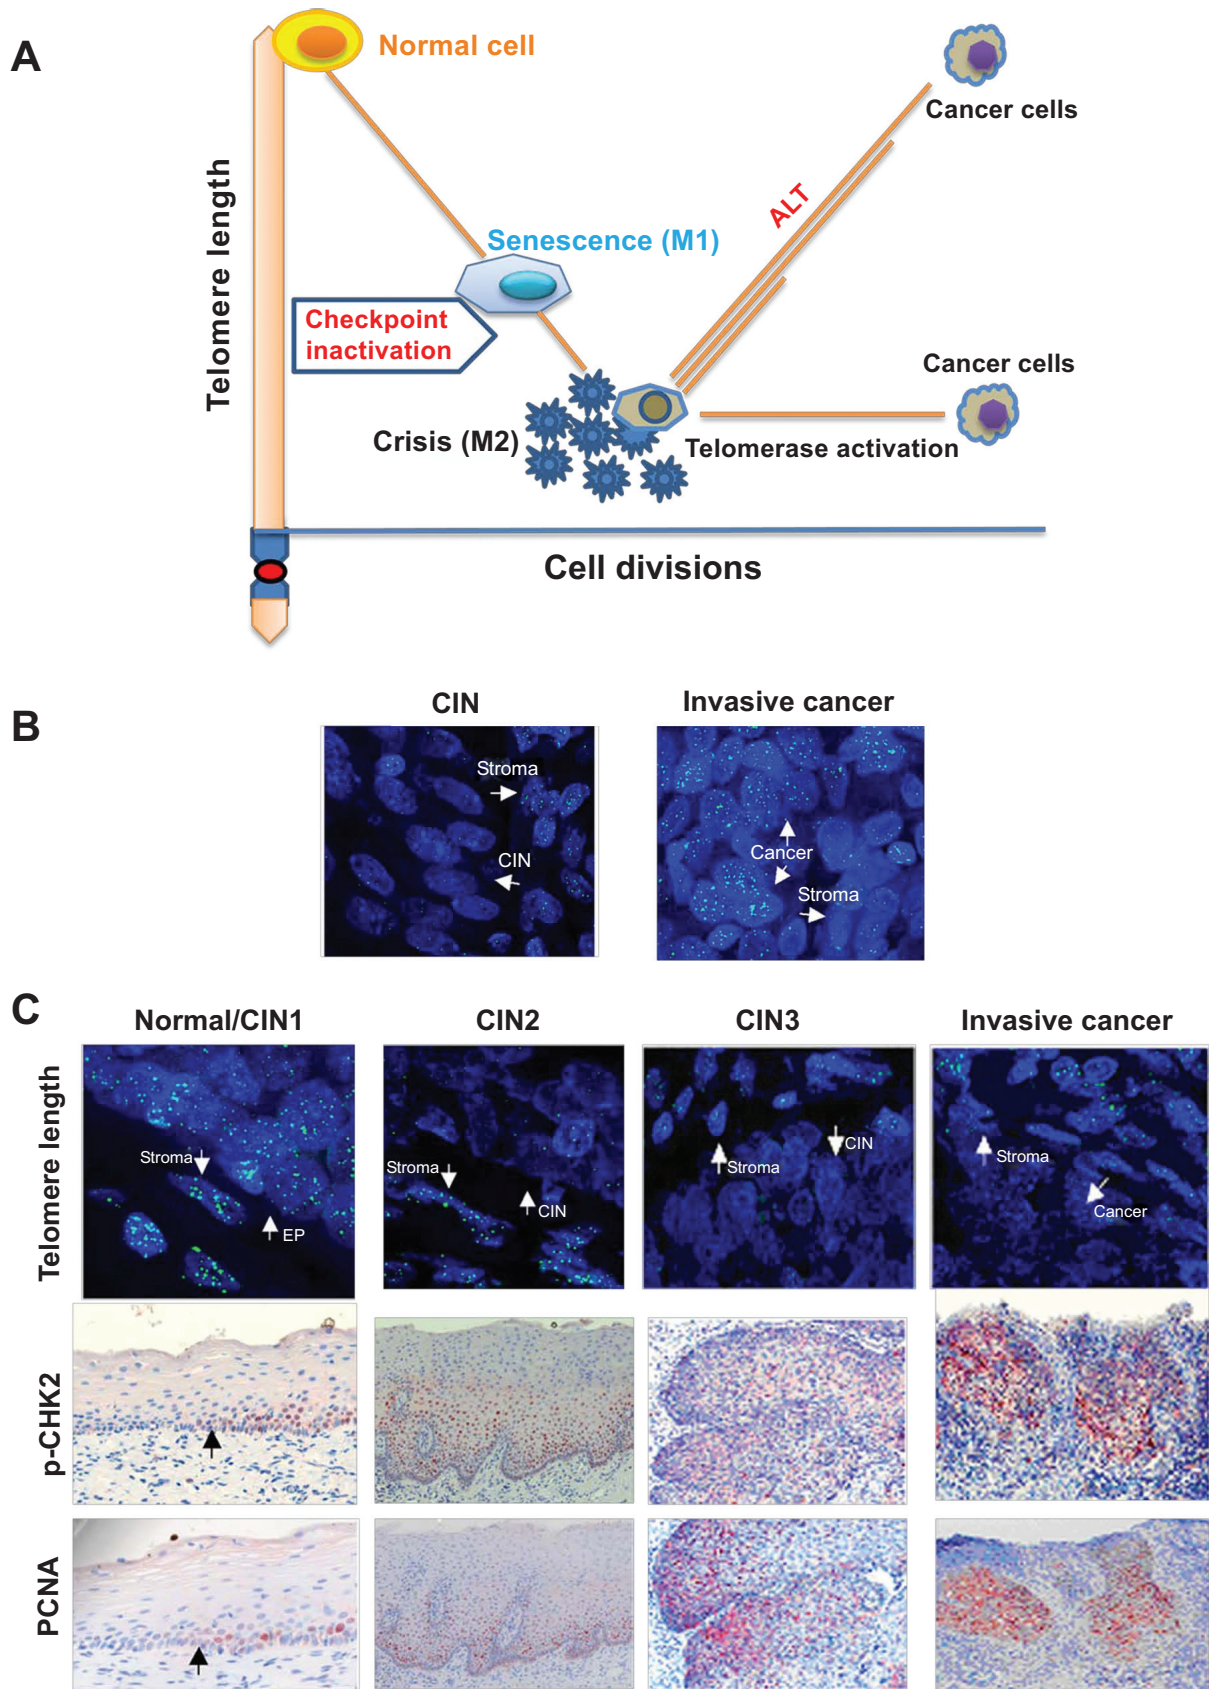 A
Normal cell
Cancer cells
Telomere length
ALT
Senescence (M1)
Checkpoint
inactivation
Cancer cells
Crisis (M2)
Telomerase activation
Cell divisions
B
CIN
Invasive cancer
Stroma
CIN
Cancer
Stroma
C
Normal/CIN1
CIN2
CIN3
Invasive cancer
Telomere length
Stroma
EP
Stroma
CIN
Stroma
CIN
Stroma
Cancer
p-CHK2
PCNA